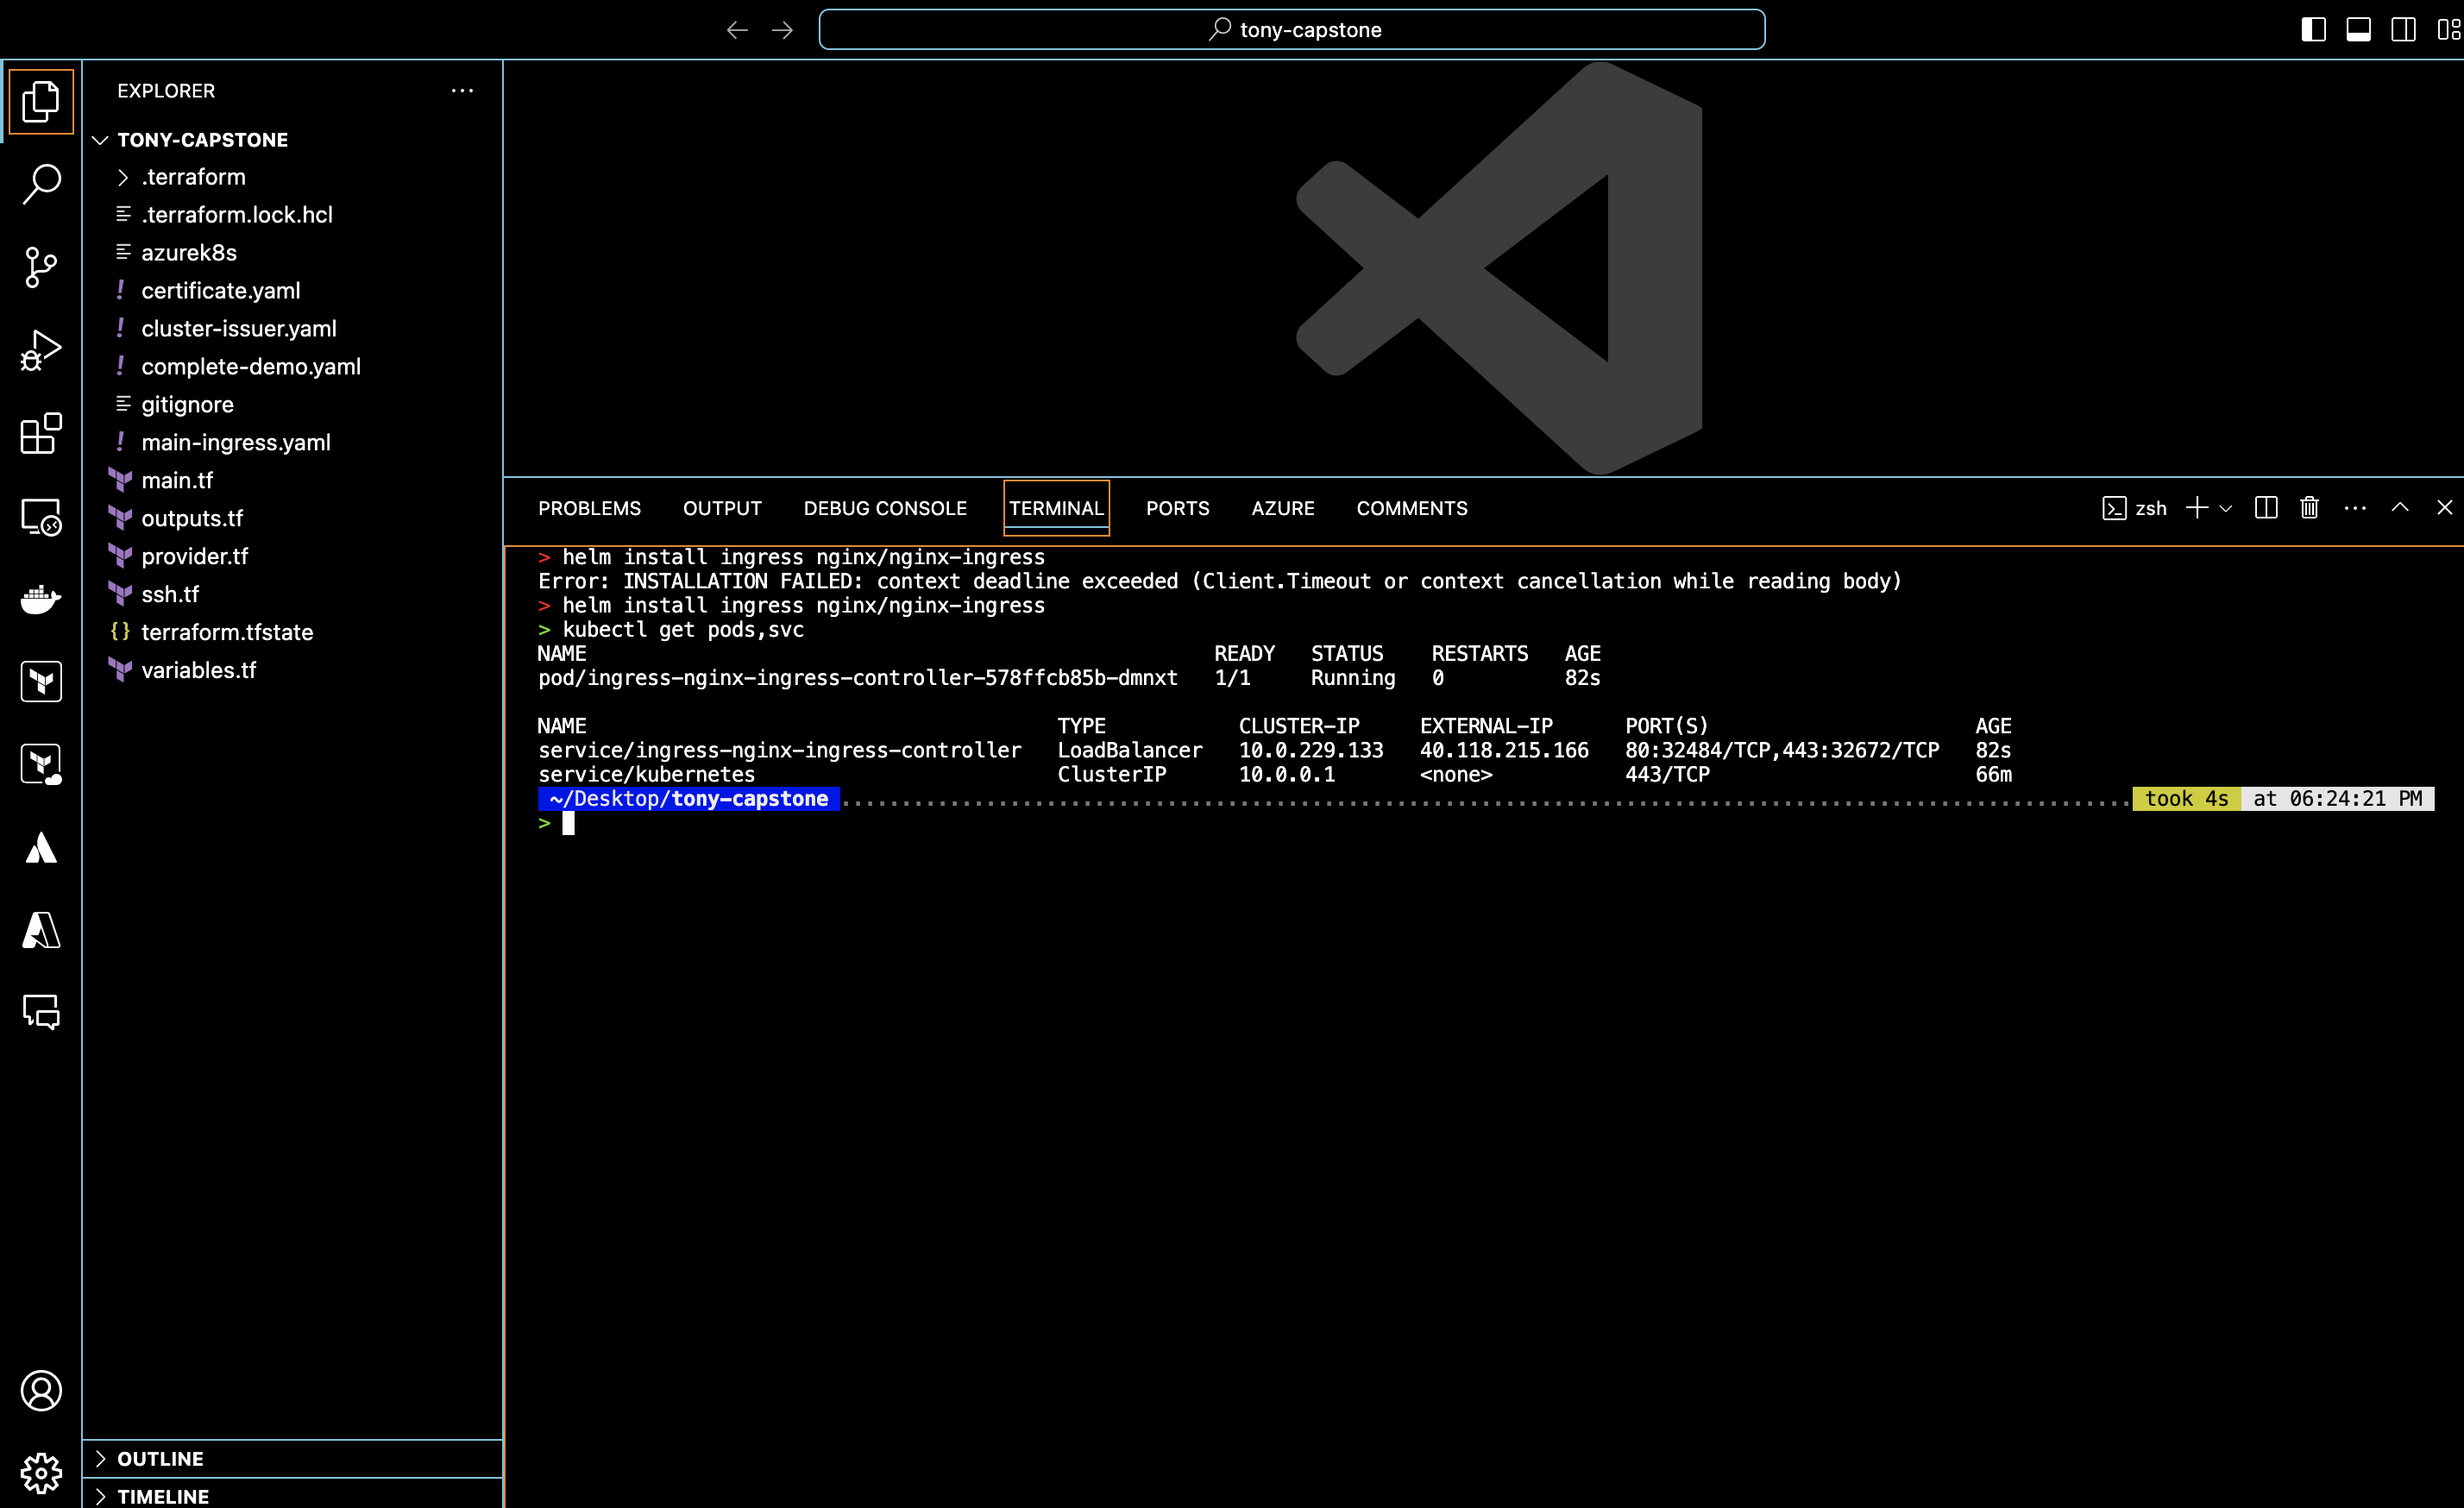 tony-capstone
EXPLORER
TONY-CAPSTONE
.terraform
.terraform.lock.hcl
azurek8s
certificate.yaml
cluster-issuer.yaml
complete-demo.yaml
gitignore
main-ingress.yaml
main.tf
outputs.tf
provider.tf
ssh.tf
terraform.tfstate
variables.tf
OUTLINE
TIMELINE
PROBLEMS OUTPUT DEBUG CONSOLE TERMINAL PORTS AZURE COMMENTS zsh
> helm install ingress nginx/nginx-ingress
Error: INSTALLATION FAILED: context deadline exceeded (Client.Timeout or context cancellation while reading body)
> helm install ingress nginx/nginx-ingress
> kubectl get pods,svc
NAME READY STATUS RESTARTS AGE
pod/ingress-nginx-ingress-controller-578ffcb85b-dmnxt 1/1 Running 0 82s
NAME TYPE CLUSTER-IP EXTERNAL-IP PORT(S) AGE
service/ingress-nginx-ingress-controller LoadBalancer 10.0.229.133 40.118.215.166 80:32484/TCP,443:32672/TCP 82s
service/kubernetes ClusterIP 10.0.0.1 <none> 443/TCP 66m
~/Desktop/tony-capstone took 4s at 06:24:21 PM
>